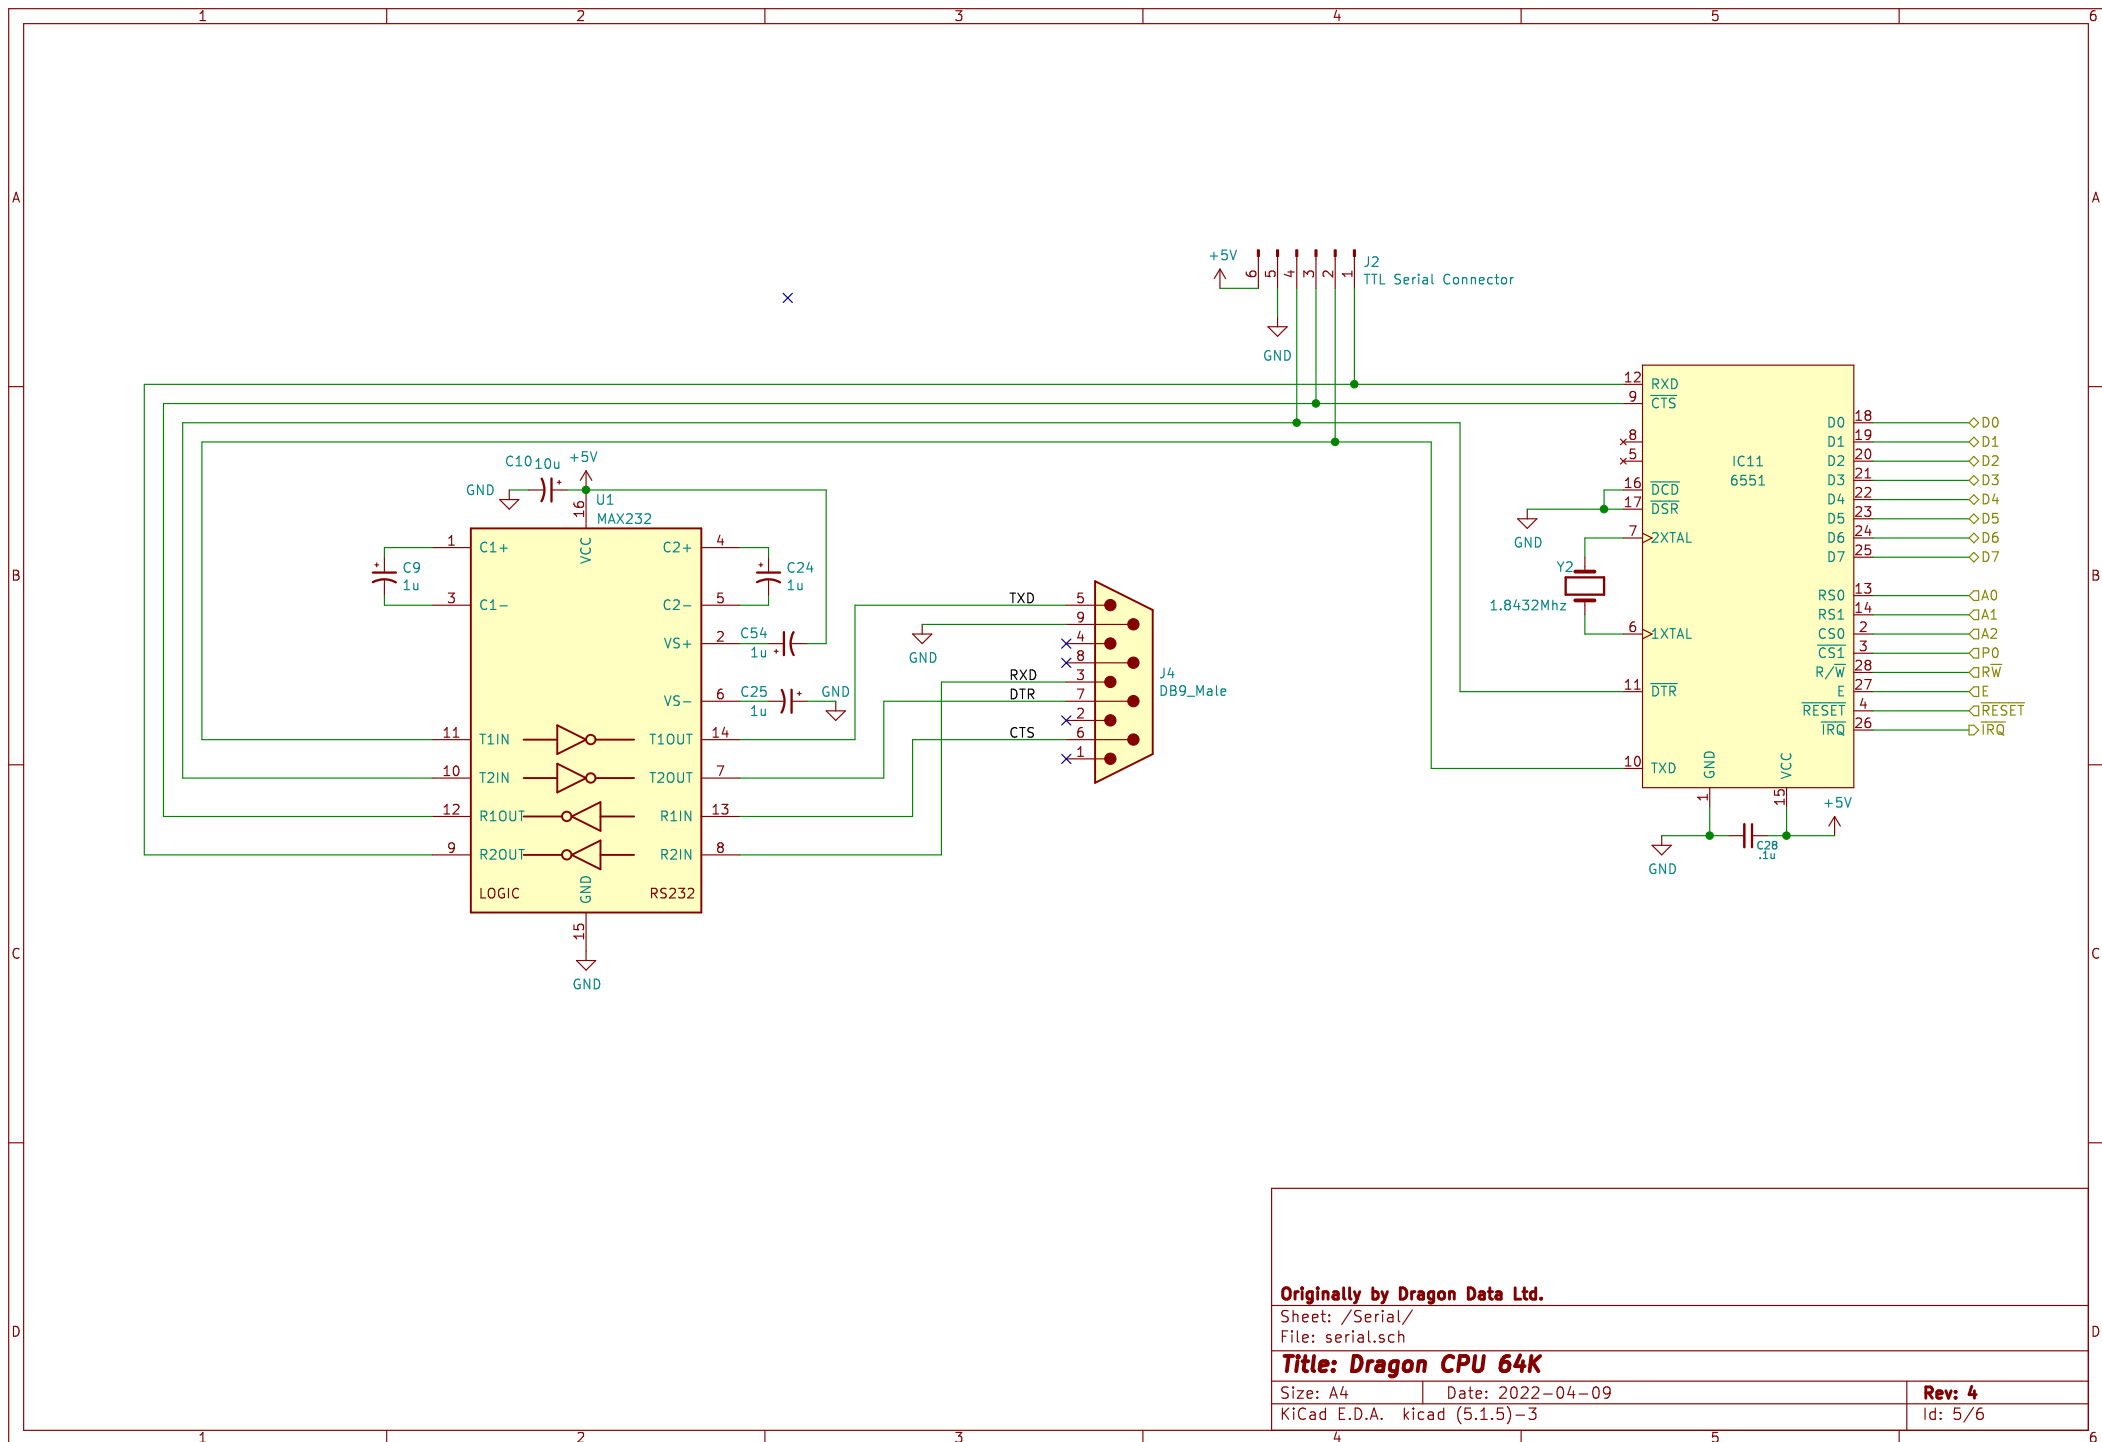 1 2 3 4 5 6
A
B
C
D
A
B
C
D
+5V
6
5
4
3
2
1
J2
TTL Serial Connector
GND
C10 10u
+5V
GND
16
U1
MAX232
VCC
1 C1+
3 C1-
C9
1u
C2+ 4
C2- 5
C24
1u
VS+ 2
C54
1u
VS- 6
C25
1u
GND
11 T1IN
T1OUT 14
10 T2IN
T2OUT 7
12 R1OUT
R1IN 13
9 R2OUT
R2IN 8
LOGIC
GND
RS232
15
GND
TXD 5
9
GND
4
8
RXD 3
DTR 7
2
CTS 6
1
J4
DB9_Male
12 RXD
9 CTS
8
5
IC11
6551
16 DCD
17 DSR
GND
7 2XTAL
Y2
1.8432Mhz
6 1XTAL
11 DTR
10 TXD
D0 18 D0
D1 19 D1
D2 20 D2
D3 21 D3
D4 22 D4
D5 23 D5
D6 24 D6
D7 25 D7
RS0 13 A0
RS1 14 A1
CS0 2 A2
CS1 3 P0
R/W 28 RW
E 27 E
RESET 4 RESET
IRQ 26 IRQ
GND
VCC
1
15
+5V
C28
.1u
GND
Originally by Dragon Data Ltd.
Sheet: /Serial/
File: serial.sch
Title: Dragon CPU 64K
Size: A4 Date: 2022-04-09 Rev: 4
KiCad E.D.A. kicad (5.1.5)-3 Id: 5/6
1 2 3 4 5 6